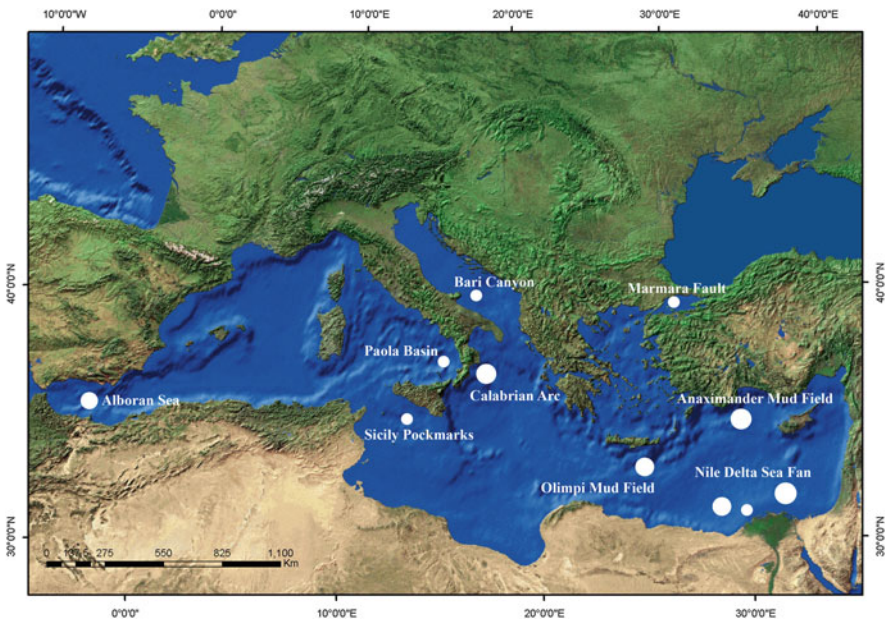 10°0'0"W 0°0'0"E 10°0'0"E 20°0'0"E 30°0'0"E 40°0'0"E
40°0'0"N
40°0'0"N
Bari Canyon
Marmara Fault
Paola Basin
Calabrian Arc
Anaximander Mud Field
Alboran Sea
Sicily Pockmarks
Nile Delta Sea Fan
Olimpi Mud Field
30°0'0"N
30°0'0"N
0 275 550 825 1,100
Km
0°0'0" 10°0'0"E 20°0'0"E 30°0'0"E